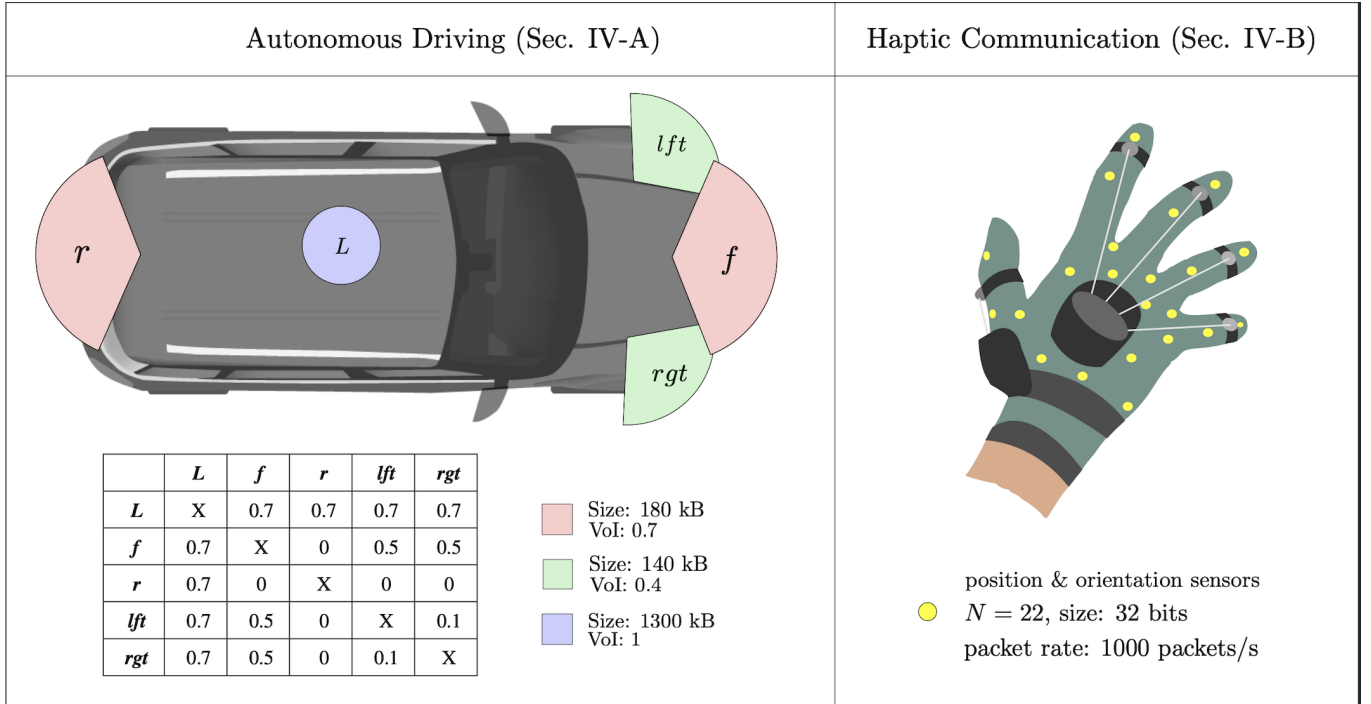 Autonomous Driving (Sec. IV-A)
Haptic Communication (Sec. IV-B)
lft
r
L
f
rgt
L f r lft rgt
L X 0.7 0.7 0.7 0.7
f 0.7 X 0 0.5 0.5
r 0.7 0 X 0 0
lft 0.7 0.5 0 X 0.1
rgt 0.7 0.5 0 0.1 X
Size: 180 kB
VoI: 0.7
Size: 140 kB
VoI: 0.4
Size: 1300 kB
VoI: 1
position & orientation sensors
N = 22, size: 32 bits
packet rate: 1000 packets/s